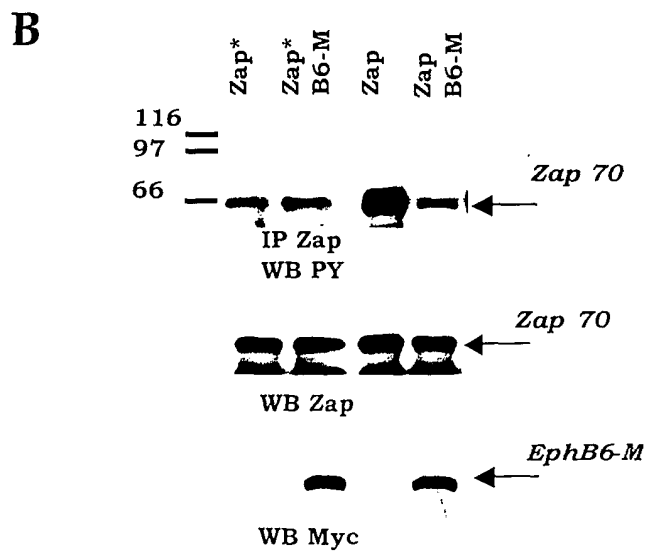 B
Zap*
Zap* B6-M
Zap
Zap B6-M
116
97
66
Zap 70
IP Zap
WB PY
Zap 70
WB Zap
EphB6-M
WB Myc